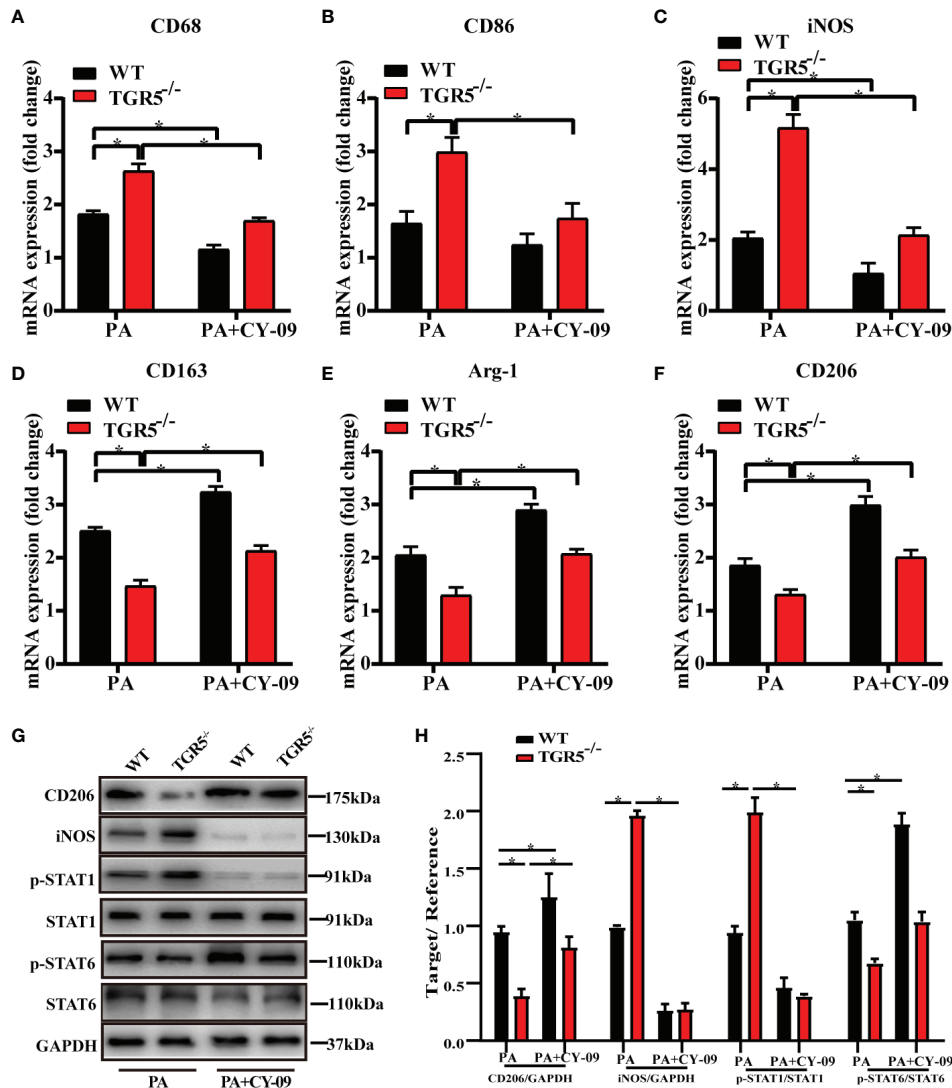 A
CD68
WT
TGR5-/-
mRNA expression (fold change)
4
3
2
1
0
*
*
*
PA
PA+CY-09
B
CD86
WT
TGR5-/-
mRNA expression (fold change)
4
3
2
1
0
*
*
PA
PA+CY-09
C
iNOS
WT
TGR5-/-
mRNA expression (fold change)
6
4
2
0
*
*
*
PA
PA+CY-09
D
CD163
WT
TGR5-/-
mRNA expression (fold change)
4
3
2
1
0
*
*
*
PA
PA+CY-09
E
Arg-1
WT
TGR5-/-
mRNA expression (fold change)
4
3
2
1
0
*
*
*
PA
PA+CY-09
F
CD206
WT
TGR5-/-
mRNA expression (fold change)
4
3
2
1
0
*
*
*
PA
PA+CY-09
G
WT TGR5-/- WT TGR5-/-
CD206 175kDa
iNOS 130kDa
p-STAT1 91kDa
STAT1 91kDa
p-STAT6 110kDa
STAT6 110kDa
GAPDH 37kDa
PA PA+CY-09
H
WT
TGR5-/-
Target/ Reference
2.5
2.0
1.5
1.0
0.5
0.0
* * *
* *
* *
* *
PA PA+CY-09 PA PA+CY-09 PA PA+CY-09 PA PA+CY-09
CD206/GAPDH iNOS/GAPDH p-STAT1/STAT1 p-STAT6/STAT6